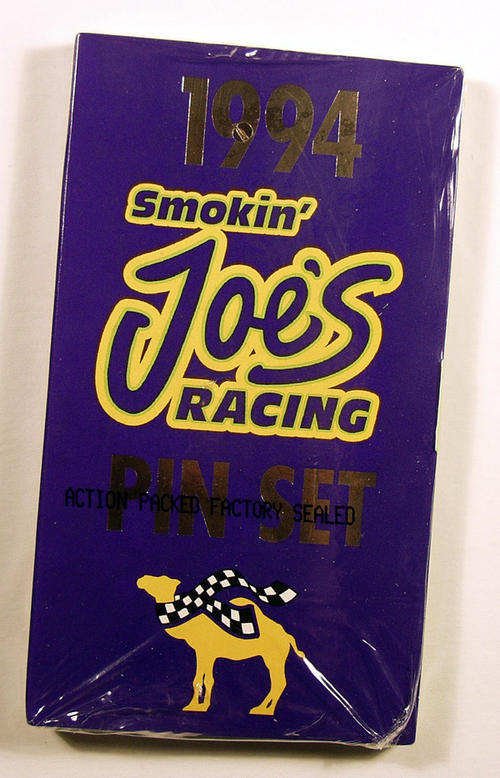 1994
Smokin'
Joe's
RACING
PIN SET
ACTION PACKED FACTORY SEALED